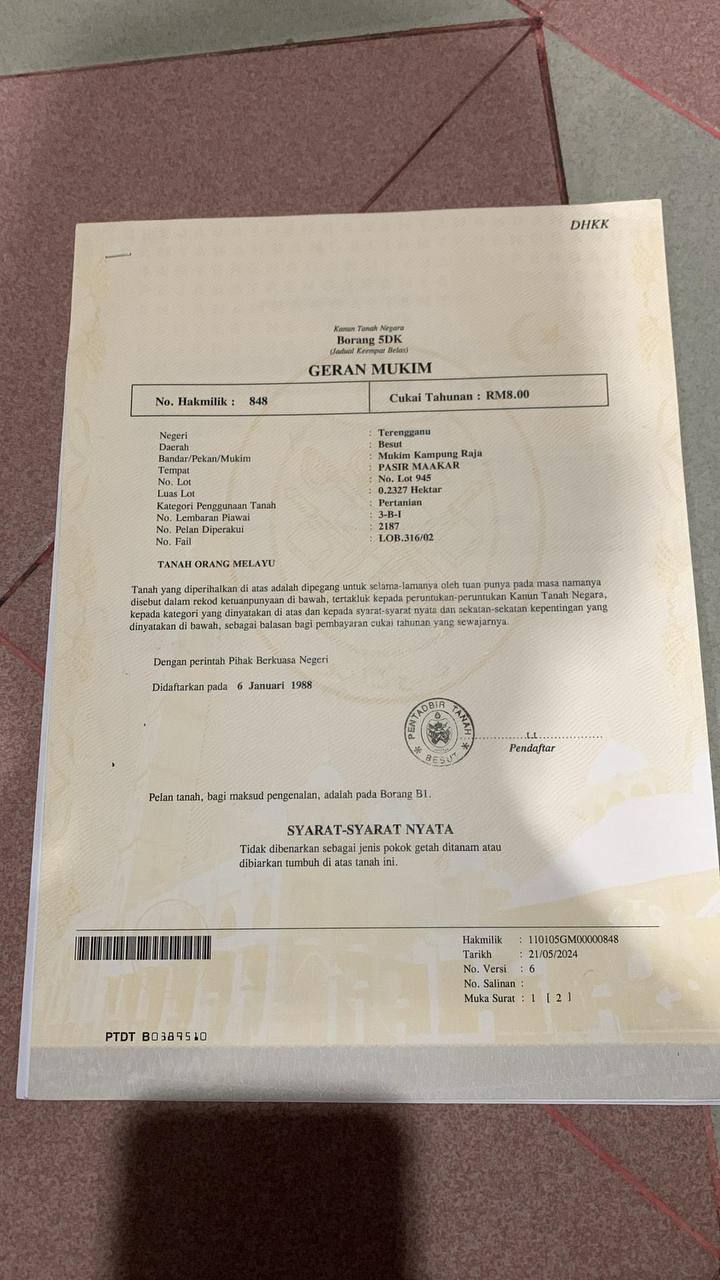 DHKK
Kanun Tanah Negara
Borang 5DK
(Jadual Keempat Belas)
GERAN MUKIM
No. Hakmilik : 848 Cukai Tahunan : RM8.00
Negeri : Terengganu
Daerah : Besut
Bandar/Pekan/Mukim : Mukim Kampung Raja
Tempat : PASIR MAAKAR
No. Lot : No. Lot 945
Luas Lot : 0.2327 Hektar
Kategori Penggunaan Tanah : Pertanian
No. Lembaran Piawai : 3-B-I
No. Pelan Diperakui : 2187
No. Fail : LOB.316/02
TANAH ORANG MELAYU
Tanah yang diperihalkan di atas adalah dipegang untuk selama-lamanya oleh tuan punya pada masa namanya
disebut dalam rekod ketuanpunyaan di bawah, tertakluk kepada peruntukan-peruntukan Kanun Tanah Negara,
kepada kategori yang dinyatakan di atas dan kepada syarat-syarat nyata dan sekatan-sekatan kepentingan yang
dinyatakan di bawah, sebagai balasan bagi pembayaran cukai tahunan yang sewajarnya.
Dengan perintah Pihak Berkuasa Negeri
Didaftarkan pada 6 Januari 1988
PENTADBIR TANAH
BESUT
t.t
Pendaftar
Pelan tanah, bagi maksud pengenalan, adalah pada Borang B1.
SYARAT-SYARAT NYATA
Tidak dibenarkan sebagai jenis pokok getah ditanam atau
dibiarkan tumbuh di atas tanah ini.
Hakmilik : 110105GM00000848
Tarikh : 21/05/2024
No. Versi : 6
No. Salinan :
Muka Surat : 1 [ 2 ]
PTDT B0389510